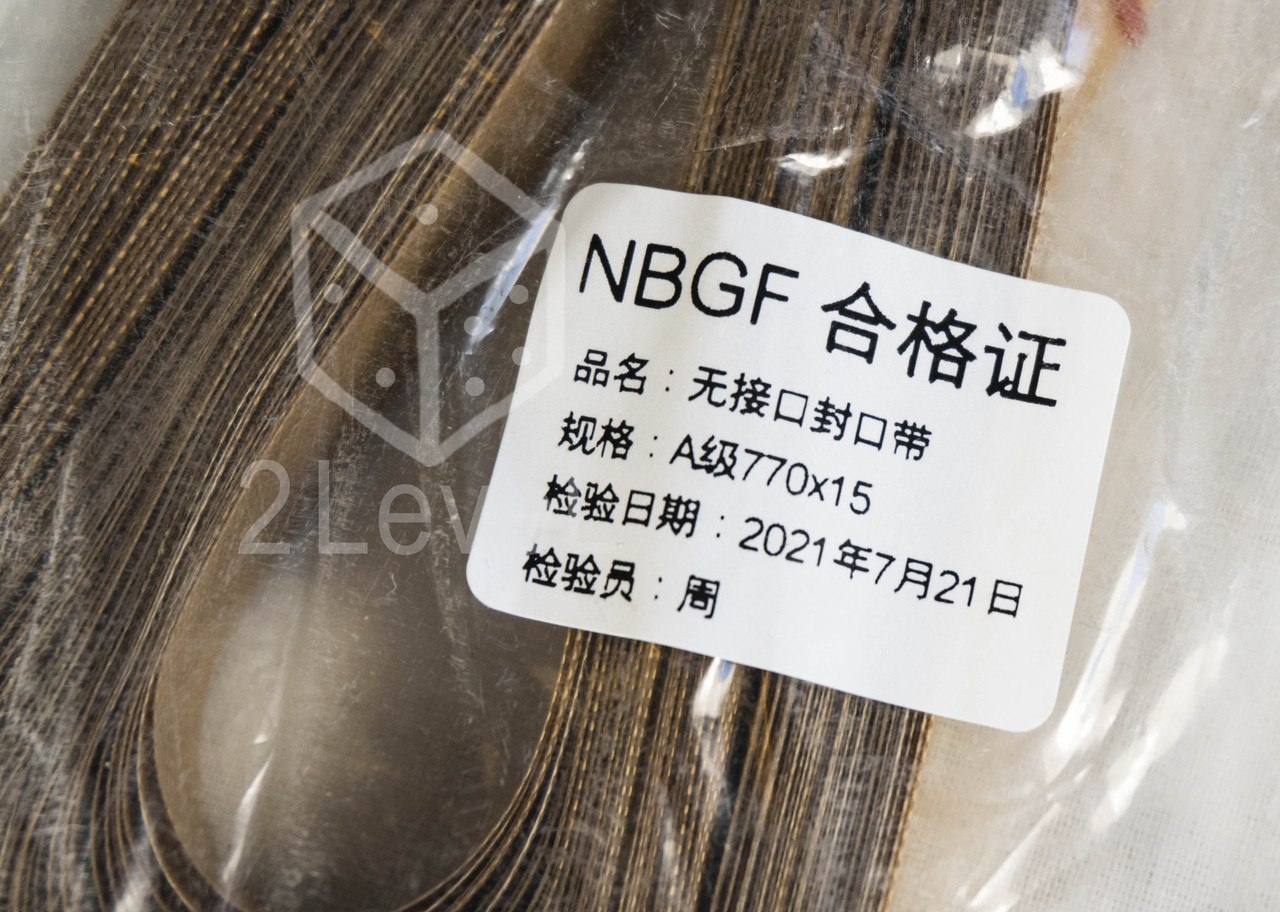 NBGF 合格证
品名：无接口封口带
规格：A级770x15
检验日期：2021年7月21日
检验员：周
2Lev